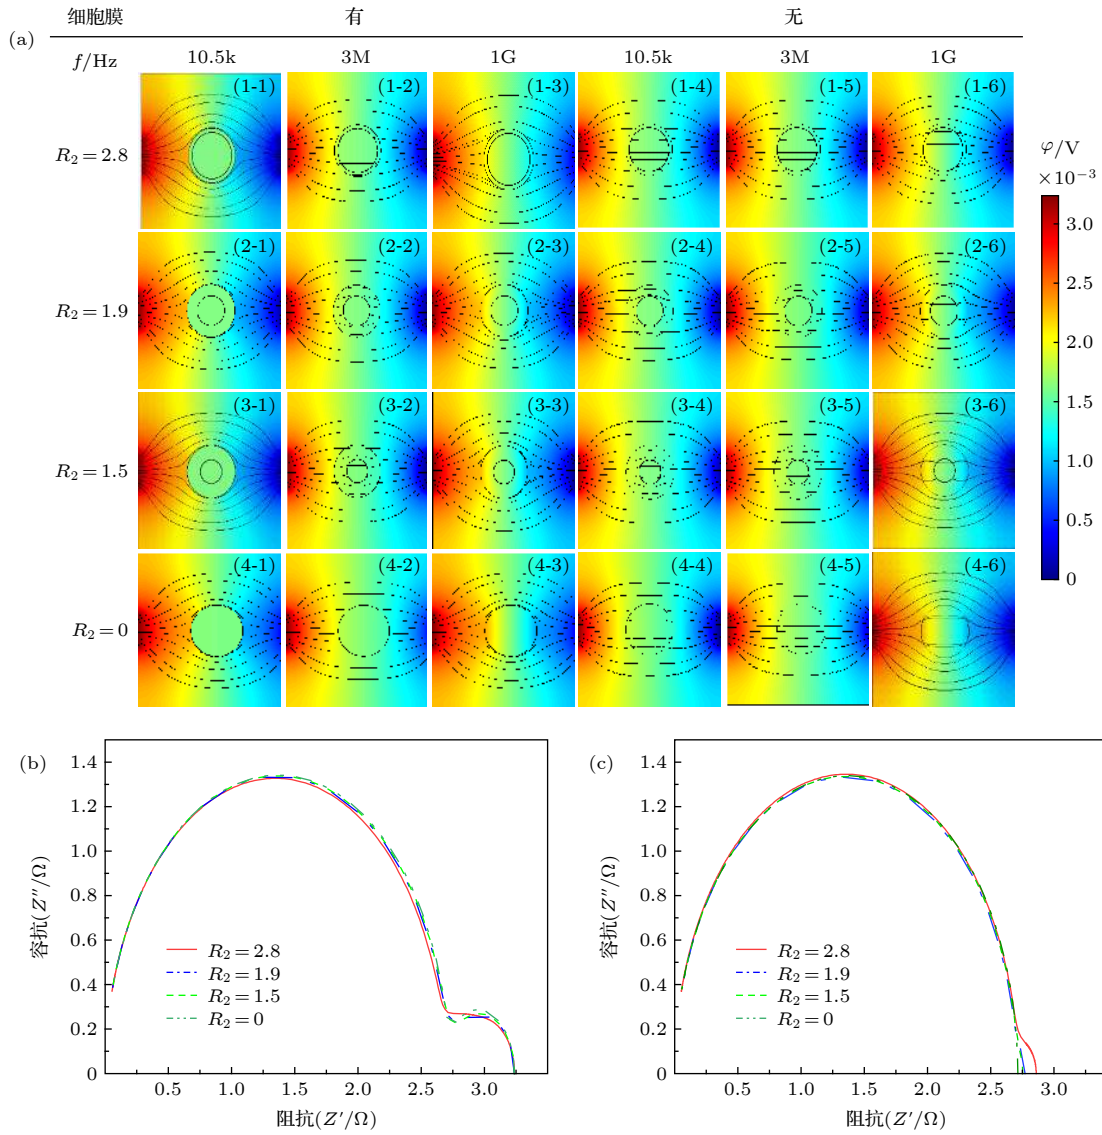 细胞膜 有 无
(a)
f/Hz 10.5k 3M 1G 10.5k 3M 1G
(1-1) (1-2) (1-3) (1-4) (1-5) (1-6)
R₂ = 2.8
φ/V
×10⁻³
(2-1) (2-2) (2-3) (2-4) (2-5) (2-6)
R₂ = 1.9
(3-1) (3-2) (3-3) (3-4) (3-5) (3-6)
R₂ = 1.5
(4-1) (4-2) (4-3) (4-4) (4-5) (4-6)
R₂ = 0
3.0
2.5
2.0
1.5
1.0
0.5
0
(b)
容抗(Z″/Ω)
1.4
1.2
1.0
0.8
0.6
0.4
0.2
0
R₂ = 2.8
R₂ = 1.9
R₂ = 1.5
R₂ = 0
0.5 1.0 1.5 2.0 2.5 3.0
阻抗(Z′/Ω)
(c)
容抗(Z″/Ω)
1.4
1.2
1.0
0.8
0.6
0.4
0.2
0
R₂ = 2.8
R₂ = 1.9
R₂ = 1.5
R₂ = 0
0.5 1.0 1.5 2.0 2.5 3.0
阻抗(Z′/Ω)